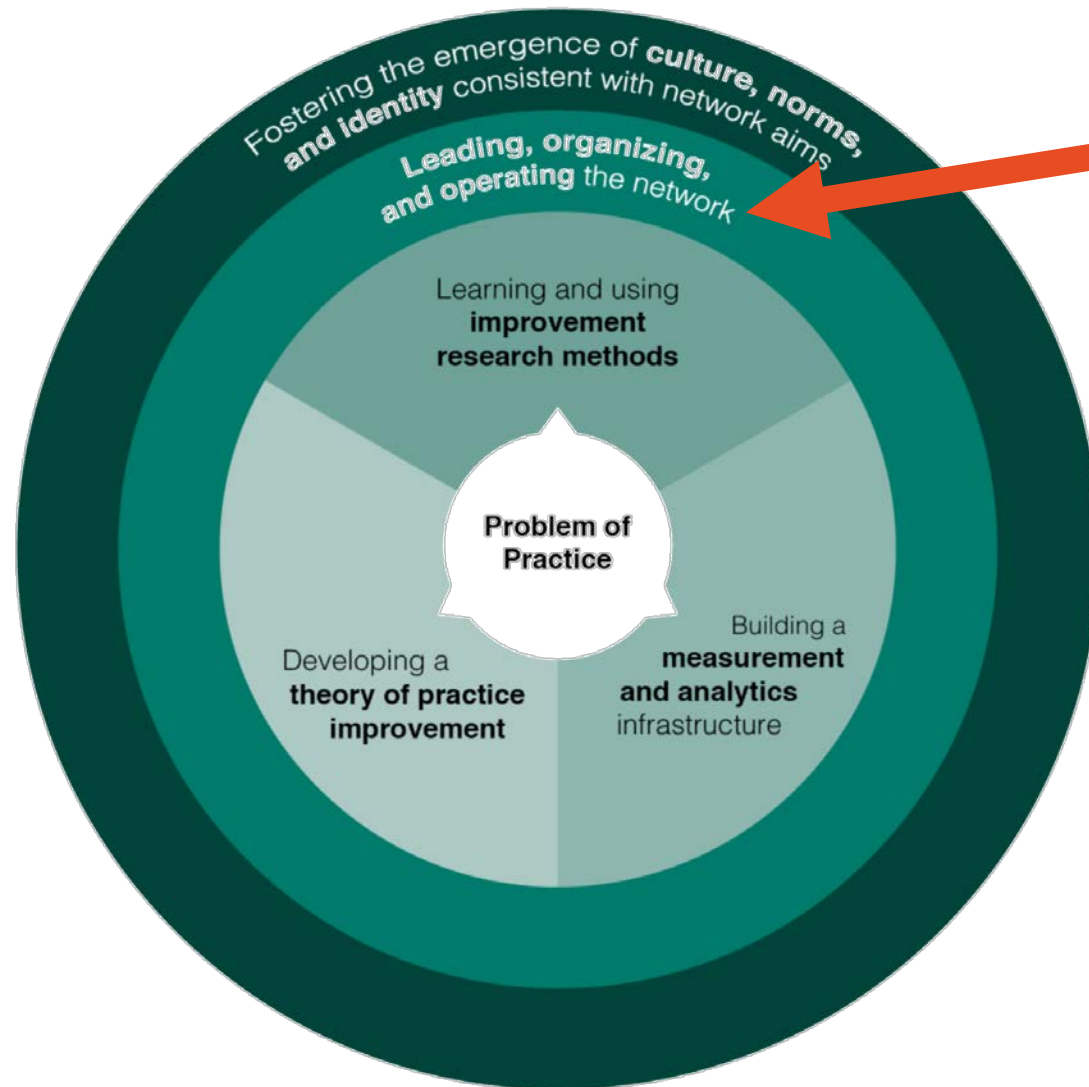 Fostering the emergence of culture, norms,
and identity consistent with network aims
Leading, organizing,
and operating the network
Learning and using
improvement
research methods
Problem of
Practice
Developing a
theory of practice
improvement
Building a
measurement
and analytics
infrastructure